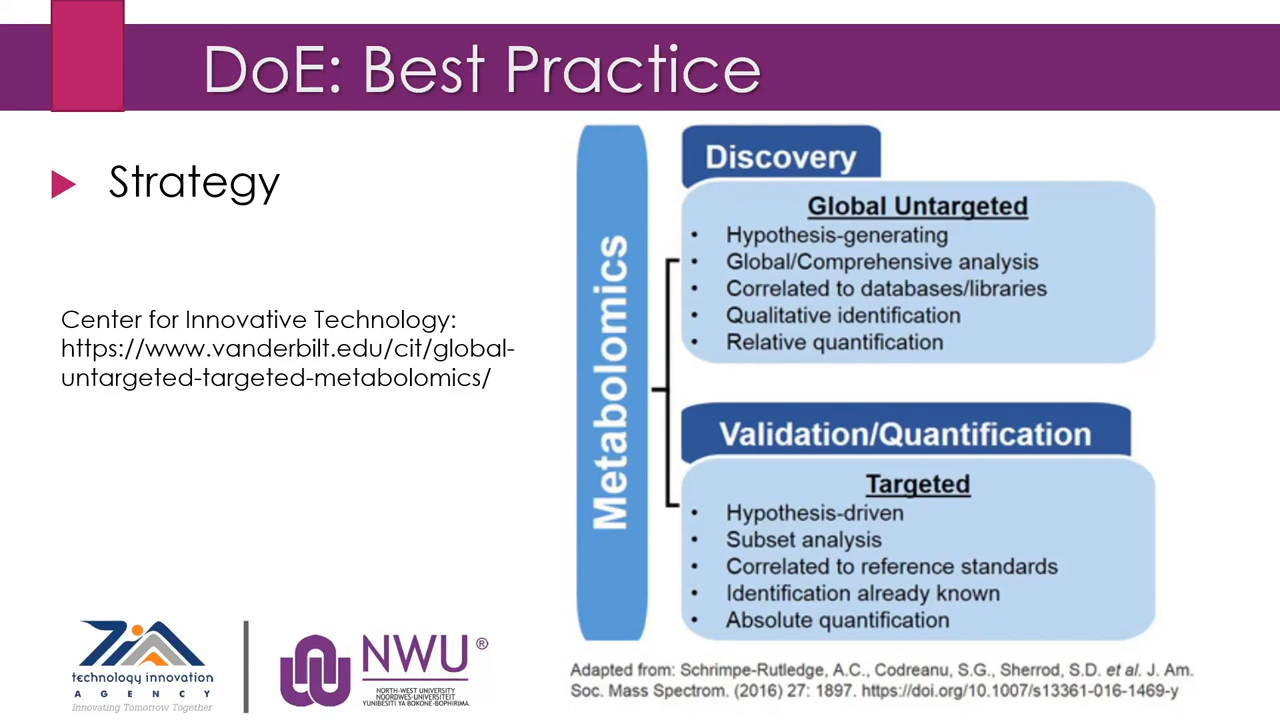 DoE: Best Practice
Strategy
Center for Innovative Technology:
https://www.vanderbilt.edu/cit/global-
untargeted-targeted-metabolomics/
Metabolomics
Discovery
Global Untargeted
• Hypothesis-generating
• Global/Comprehensive analysis
• Correlated to databases/libraries
• Qualitative identification
• Relative quantification
Validation/Quantification
Targeted
• Hypothesis-driven
• Subset analysis
• Correlated to reference standards
• Identification already known
• Absolute quantification
Adapted from: Schrimpe-Rutledge, A.C., Codreanu, S.G., Sherrod, S.D. et al. J. Am.
Soc. Mass Spectrom. (2016) 27: 1897. https://doi.org/10.1007/s13361-016-1469-y
TIA
technology innovation
AGENCY
Innovating Tomorrow Together
NWU®
NORTH-WEST UNIVERSITY
NOORDWES-UNIVERSITEIT
YUNIBESITI YA BOKONE-BOPHIRIMA